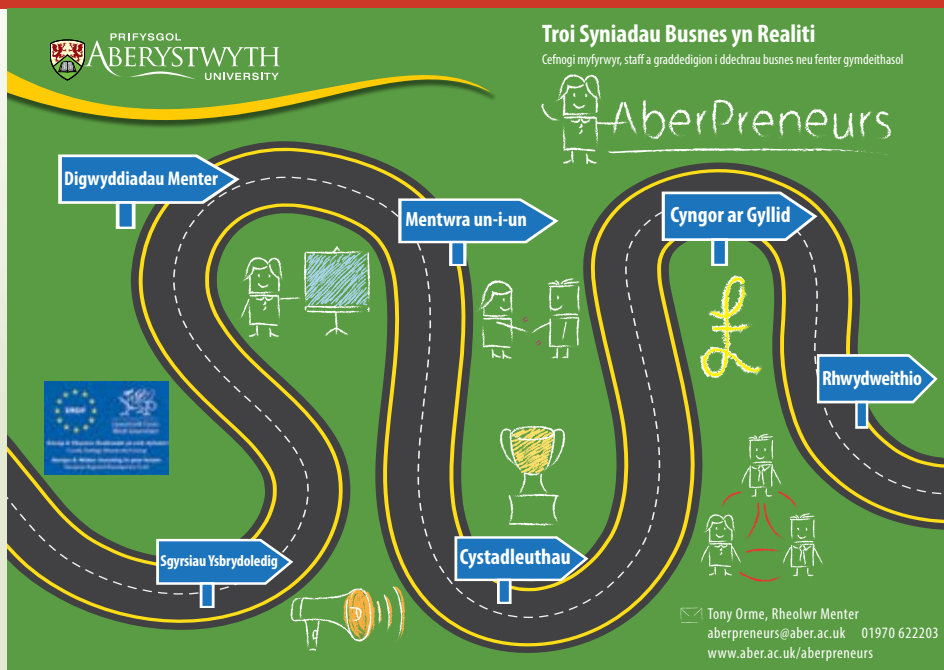 PRIFYSGOL
ABERYSTWYTH
UNIVERSITY
Troi Syniadau Busnes yn Realiti
Cefnogi myfyrwyr, staff a graddedigion i ddechrau busnes neu fenter gymdeithasol
AberPreneurs
Digwyddiadau Menter
Mentwra un-i-un
Cyngor ar Gyllid
Rhwydweithio
Sgyrsiau Ysbrydoledig
Cystadleuthau
Tony Orme, Rheolwr Menter
aberpreneurs@aber.ac.uk 01970 622203
www.aber.ac.uk/aberpreneurs